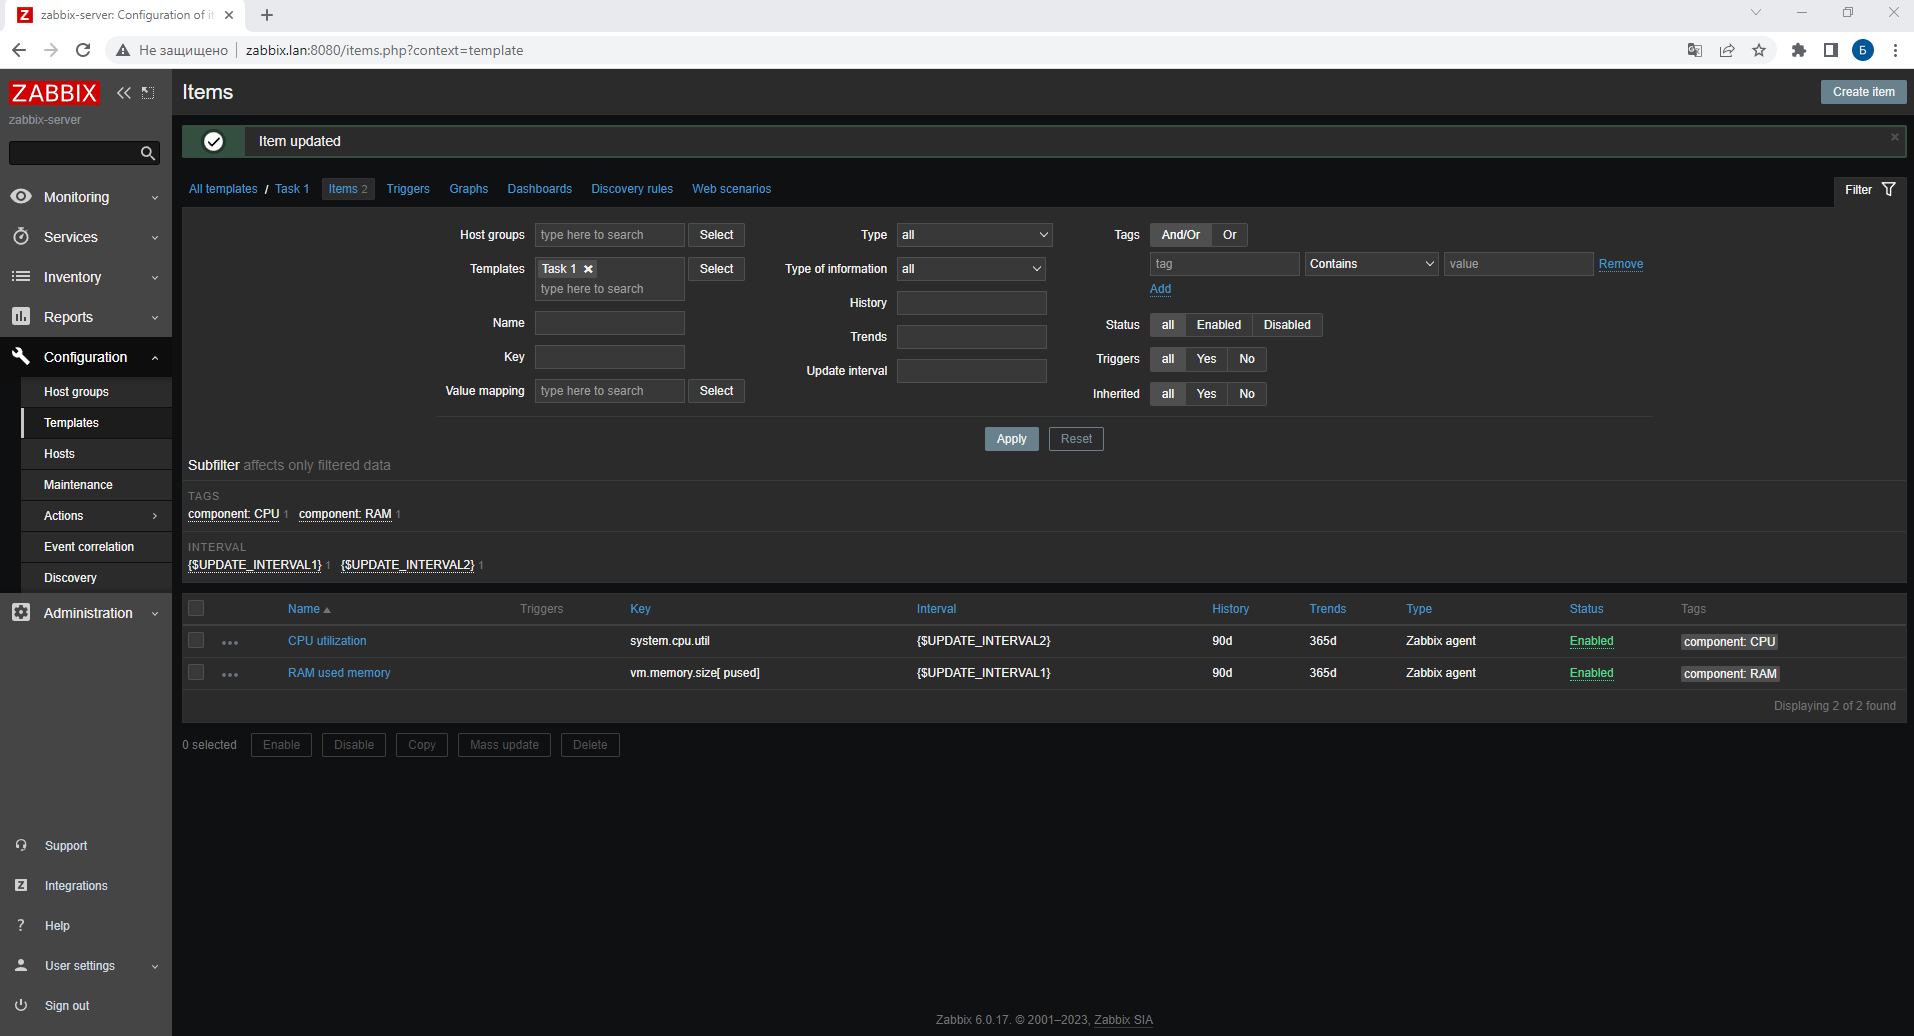 zabbix-server: Configuration of it
Не защищено
zabbix.lan:8080/items.php?context=template
Б
ZABBIX
zabbix-server
Monitoring
Services
Inventory
Reports
Configuration
Host groups
Templates
Hosts
Maintenance
Actions
Event correlation
Discovery
Administration
Support
Integrations
Help
User settings
Sign out
Items
Create item
Item updated
All templates / Task 1 Items 2 Triggers Graphs Dashboards Discovery rules Web scenarios
Filter
Host groups type here to search Select
Templates Task 1 Select
type here to search
Name
Key
Value mapping type here to search Select
Type all
Type of information all
History
Trends
Update interval
Tags And/Or Or
tag Contains value Remove
Add
Status all Enabled Disabled
Triggers all Yes No
Inherited all Yes No
Apply Reset
Subfilter affects only filtered data
TAGS
component: CPU 1 component: RAM 1
INTERVAL
{$UPDATE_INTERVAL1} 1 {$UPDATE_INTERVAL2} 1
Name Triggers Key Interval History Trends Type Status Tags
CPU utilization system.cpu.util {$UPDATE_INTERVAL2} 90d 365d Zabbix agent Enabled component: CPU
RAM used memory vm.memory.size[ pused] {$UPDATE_INTERVAL1} 90d 365d Zabbix agent Enabled component: RAM
Displaying 2 of 2 found
0 selected Enable Disable Copy Mass update Delete
Zabbix 6.0.17. © 2001–2023, Zabbix SIA